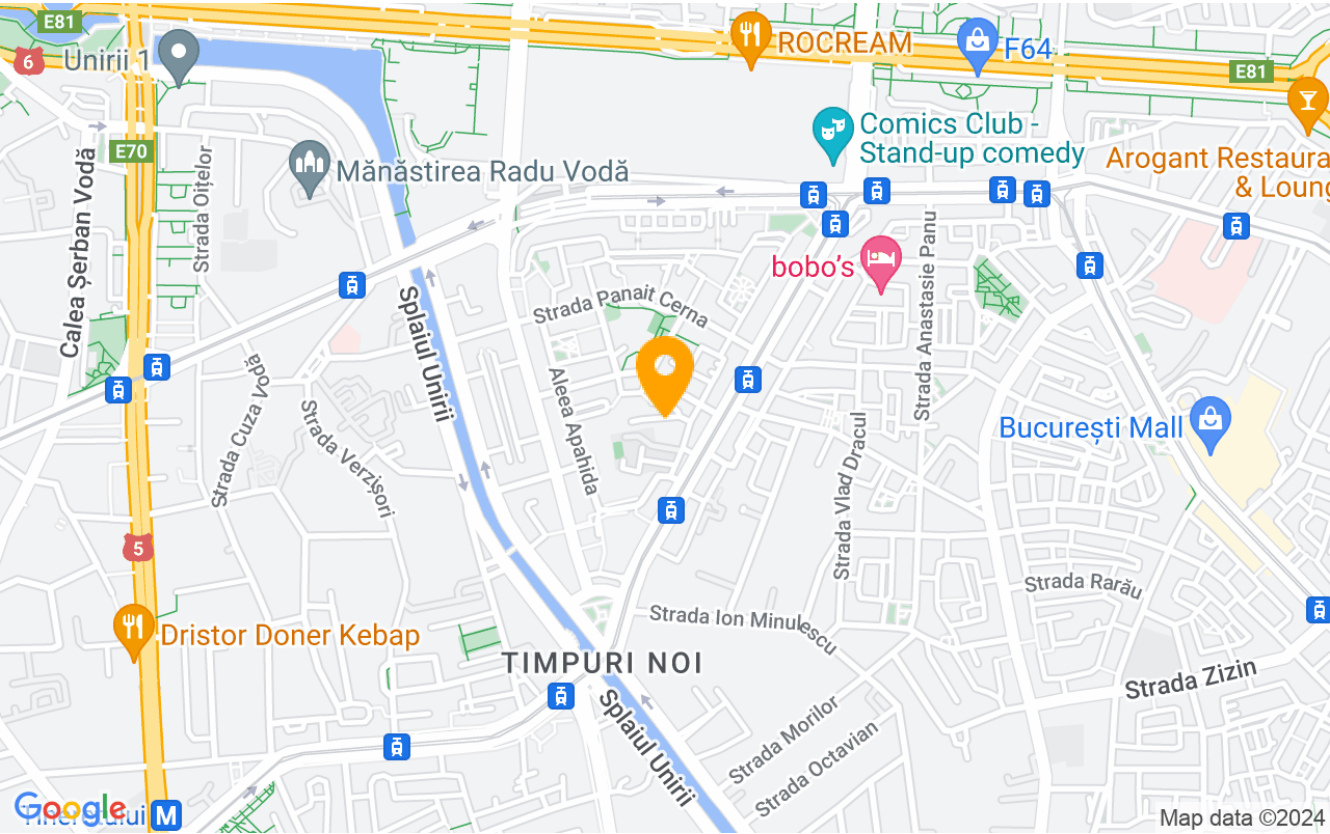 E81
ROCREAM
F64
6
Unirii 1
E81
Comics Club -
Stand-up comedy
E70
Mănăstirea Radu Vodă
Arogant Restaura
& Loung
Calea Șerban Vodă
Strada Oițelor
Strada Anastasie Panu
bobo's
Splaiul Unirii
Strada Panait Cerna
Strada Cuza Vodă
Strada Verzisori
Aleea Apahida
București Mall
Strada Vlad Dracul
5
Strada Rarău
Strada Ion Minulescu
Dristor Doner Kebap
TIMPURI NOI
Strada Zizin
Splaiul Unirii
Strada Morilor
Strada Octavian
Google
M
Map data ©2024